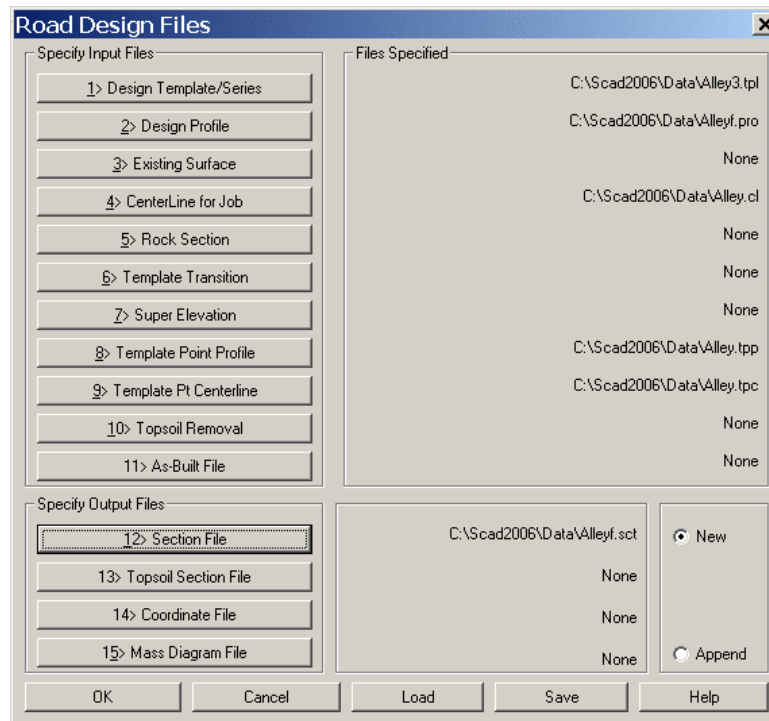 Road Design Files
Specify Input Files
Files Specified
1> Design Template/Series
C:\Scad2006\Data\Alley3.tpl
2> Design Profile
C:\Scad2006\Data\Alleyf.pro
3> Existing Surface
None
4> CenterLine for Job
C:\Scad2006\Data\Alley.cl
5> Rock Section
None
6> Template Transition
None
7> Super Elevation
None
8> Template Point Profile
C:\Scad2006\Data\Alley.tpp
9> Template Pt Centerline
C:\Scad2006\Data\Alley.tpc
10> Topsoil Removal
None
11> As-Built File
None
Specify Output Files
12> Section File
C:\Scad2006\Data\Alleyf.sct
New
13> Topsoil Section File
None
14> Coordinate File
None
15> Mass Diagram File
None
Append
OK
Cancel
Load
Save
Help